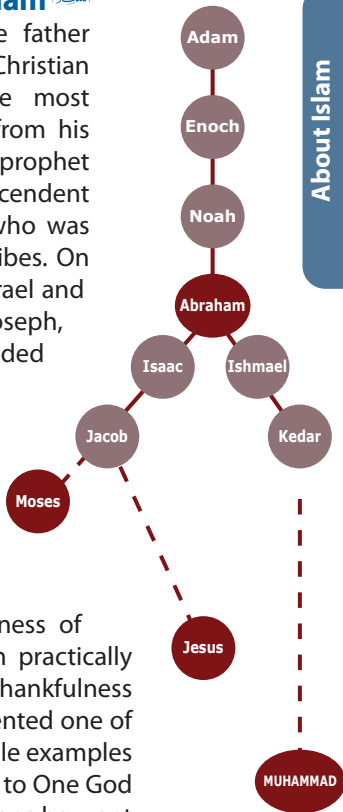 lam
e father
Christian
e most
from his
prophet
cendent
who was
ibes. On
rael and
oseph,
ded
ness of
n practically
hankfulness
ented one of
le examples
to One God
Adam
Enoch
Noah
Abraham
Isaac
Ishmael
Jacob
Kedar
Moses
Jesus
MUHAMMAD
About Islam